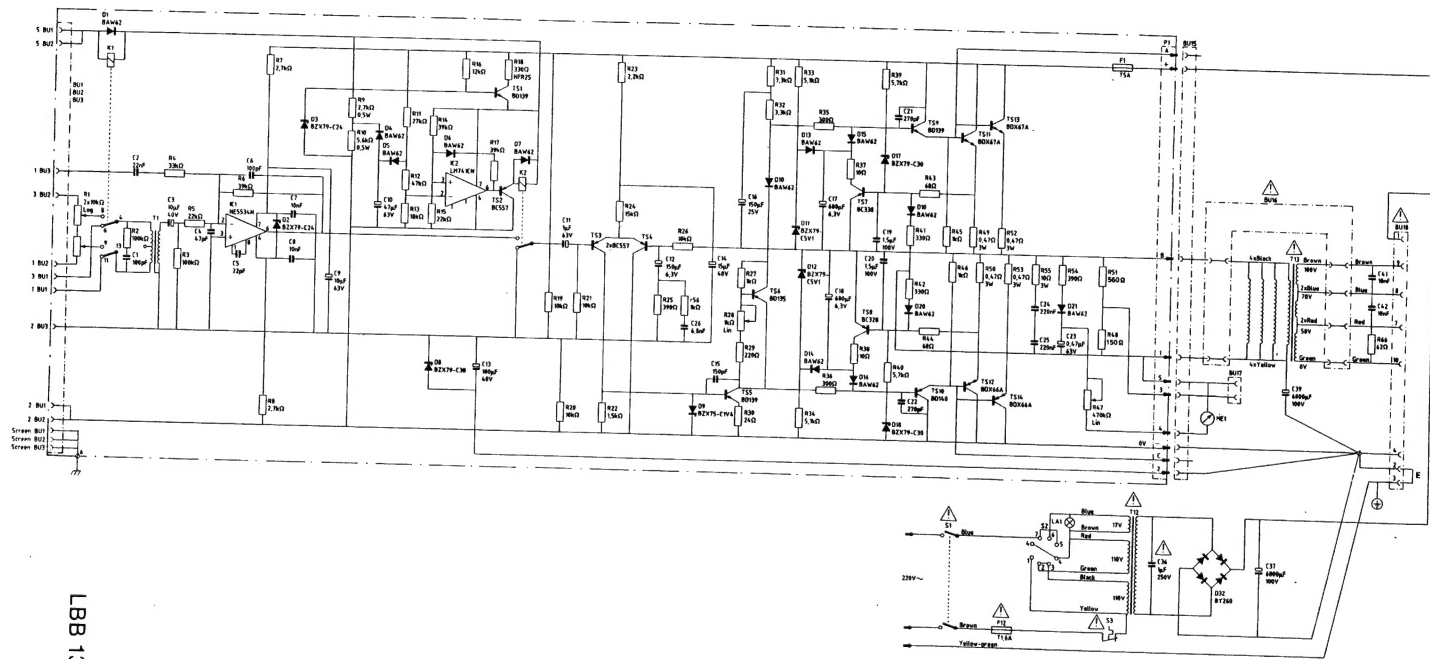 5 BU1
5 BU2
D1
BAW62
K1
BU1
BU2
BU3
1 BU3
3 BU2
R1
2x10kΩ
Log
1 BU2
3 BU1
1 BU1
2 BU3
2 BU1
2 BU2
Screen BU1
Screen BU2
Screen BU3
C2
22nF
R4
33kΩ
R2
100kΩ
C1
100pF
T1
C3
10µF
40V
R5
22kΩ
C4
47pF
R3
100kΩ
C6
100pF
R6
39kΩ
IC1
NE5534N
C5
22pF
C7
10nF
D2
BZX79-C24
C8
10nF
R7
2,7kΩ
R8
2,7kΩ
C9
10µF
63V
D3
BZX79-C24
R9
2,7kΩ
0,5W
R10
5,6kΩ
0,5W
D4
BAW62
D5
BAW62
C10
47µF
63V
R11
27kΩ
R12
47kΩ
R13
18kΩ
R14
39kΩ
R15
22kΩ
D6
BAW62
IC2
LM741CN
R16
12kΩ
R17
39kΩ
R18
330Ω
NFR25
TS1
BD139
TS2
BC557
D7
BAW62
K2
D8
BZX79-C30
C13
100µF
40V
R19
10kΩ
R20
10kΩ
C11
1µF
63V
R21
10kΩ
R22
1,5kΩ
TS3
2xBC557
TS4
R23
2,2kΩ
R24
15kΩ
R26
10kΩ
C12
150µF
6,3V
R25
390Ω
r56
1kΩ
C26
6,8nF
C14
15µF
40V
R27
1kΩ
R28
1kΩ
Lin
R29
220Ω
C15
150pF
TS5
BD139
D9
BZX75-C1V4
R30
24Ω
TS6
BD135
C16
150µF
25V
R31
3,3kΩ
R32
3,3kΩ
D10
BAW62
D11
BZX79-
C5V1
D12
BZX79-
C5V1
R33
5,1kΩ
R34
5,1kΩ
R35
300Ω
R36
300Ω
D13
BAW62
D14
BAW62
C17
680µF
6,3V
C18
680µF
6,3V
D15
BAW62
R37
10Ω
TS7
BC338
TS8
BC328
R38
10Ω
D16
BAW62
R39
5,7kΩ
D17
BZX79-C30
C19
1,5µF
100V
C20
1,5µF
100V
R40
5,7kΩ
D18
BZX79-C30
C21
270pF
C22
270pF
TS9
BD139
TS10
BD140
R41
330Ω
R42
330Ω
D20
BAW62
R43
68Ω
R44
68Ω
R45
1kΩ
R46
1kΩ
TS11
BDX67A
TS12
BDX66A
TS13
BDX67A
TS14
BDX66A
R49
0,47Ω
3W
R50
0,47Ω
3W
R52
0,47Ω
3W
R53
0,47Ω
3W
R55
10Ω
3W
C24
220nF
C25
220nF
R54
390Ω
D21
BAW62
C23
0,47µF
63V
R51
560Ω
R48
150Ω
R47
470kΩ
Lin
F1
T5A
P1
BU15
BU16
BU17
BU18
ME1
4xBlack
4xYellow
T13
Brown
100V
2xBlue
70V
2xRed
50V
Green
0V
Brown
Blue
Red
Green
C41
10nF
C42
10nF
R66
62Ω
C39
6800µF
100V
0V
E
S1
220V~
Blue
Brown
Yellow-green
F12
T1,6A
S2
LA1
S3
Blue
Brown
Red
Green
Black
Yellow
17V
110V
110V
T12
C36
1µF
250V
D32
BY260
C37
6800µF
100V
LBB 13